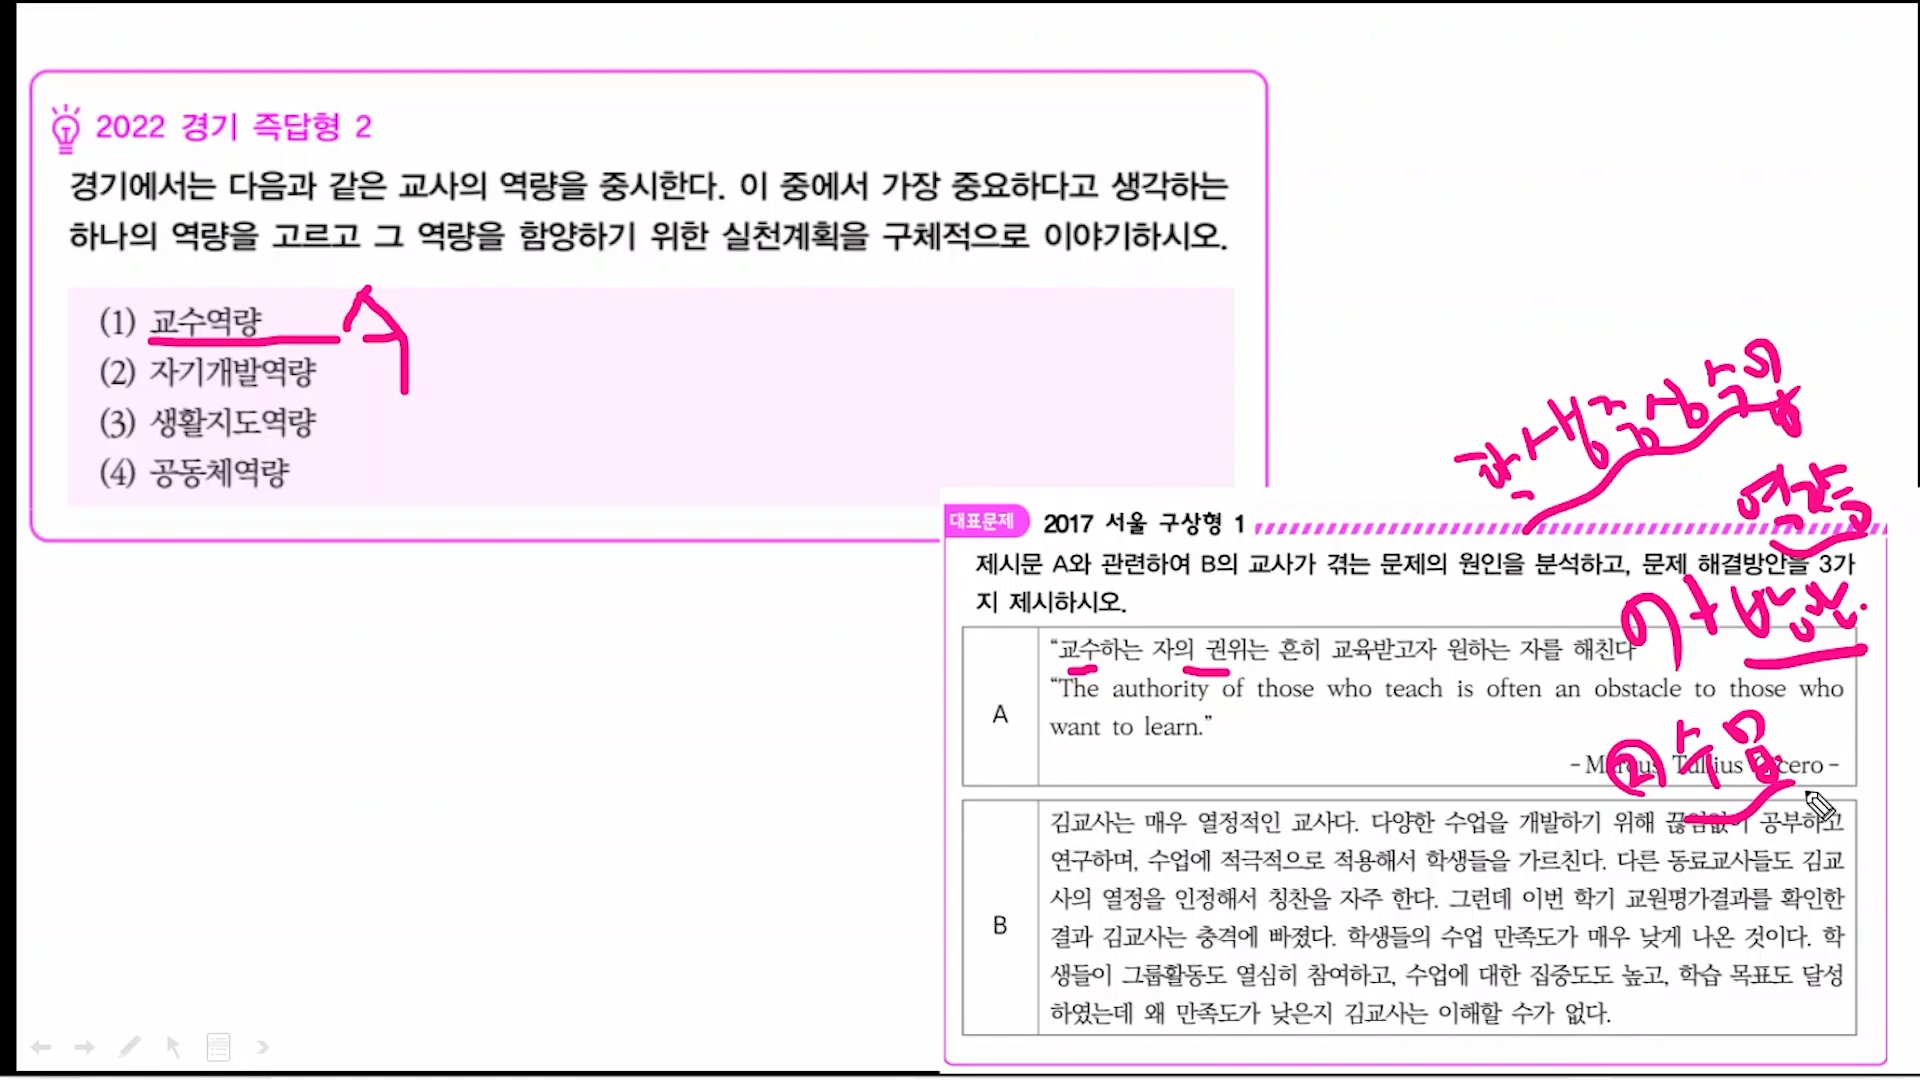 2022 경기 즉답형 2
경기에서는 다음과 같은 교사의 역량을 중시한다. 이 중에서 가장 중요하다고 생각하는
하나의 역량을 고르고 그 역량을 함양하기 위한 실천계획을 구체적으로 이야기하시오.
(1) 교수역량
(2) 자기개발역량
(3) 생활지도역량
(4) 공동체역량
학생중심수업
역량
대표문제 2017 서울 구상형 1
제시문 A와 관련하여 B의 교사가 겪는 문제의 원인을 분석하고, 문제 해결방안을 3가
지 제시하시오.
A
“교수하는 자의 권위는 흔히 교육받고자 원하는 자를 해친다
“The authority of those who teach is often an obstacle to those who
want to learn.”
② 수업
-Marcus Tullius Cicero-
B
김교사는 매우 열정적인 교사다. 다양한 수업을 개발하기 위해 끊임없이 공부하고
연구하며, 수업에 적극적으로 적용해서 학생들을 가르친다. 다른 동료교사들도 김교
사의 열정을 인정해서 칭찬을 자주 한다. 그런데 이번 학기 교원평가결과를 확인한
결과 김교사는 충격에 빠졌다. 학생들의 수업 만족도가 매우 낮게 나온 것이다. 학
생들이 그룹활동도 열심히 참여하고, 수업에 대한 집중도도 높고, 학습 목표도 달성
하였는데 왜 만족도가 낮은지 김교사는 이해할 수가 없다.